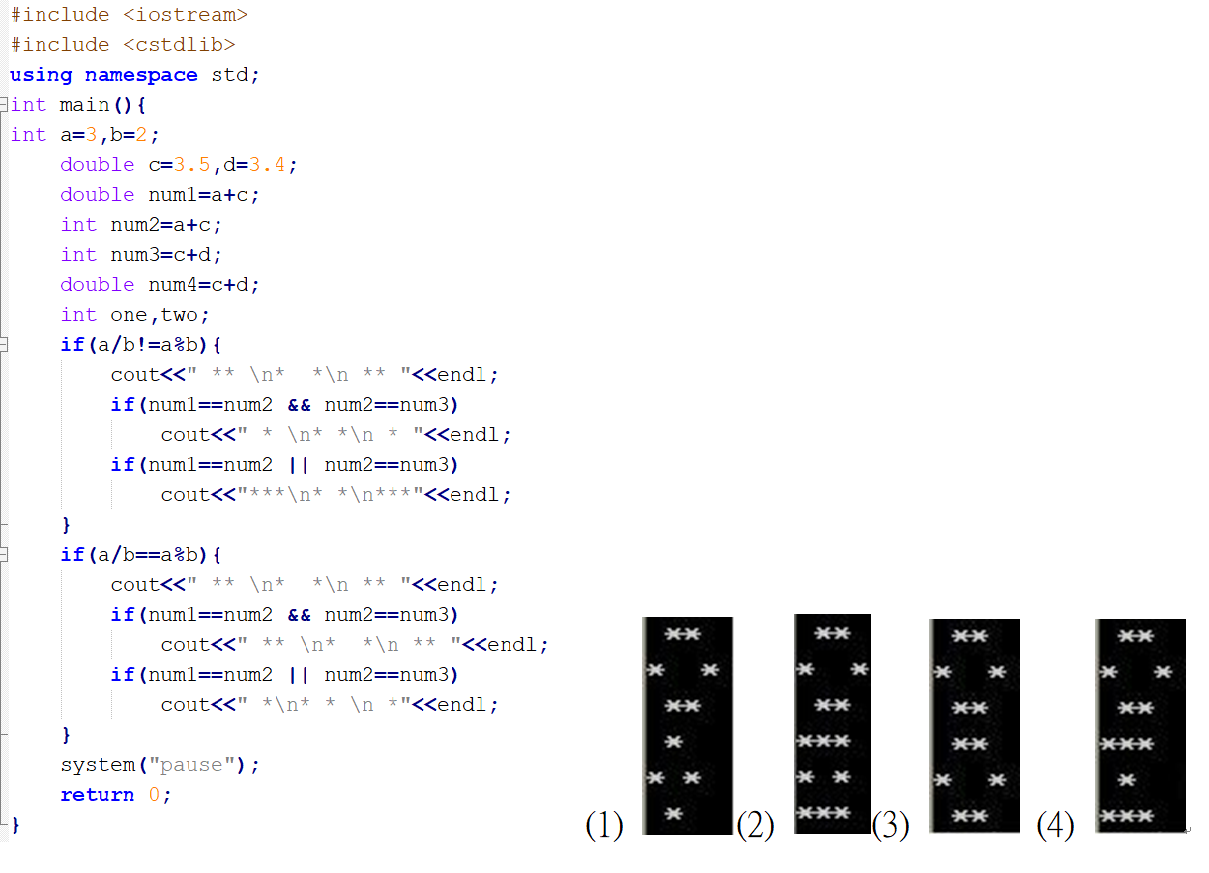 #include <iostream>
#include <cstdlib>
using namespace std;
int main(){
int a=3,b=2;
    double c=3.5,d=3.4;
    double num1=a+c;
    int num2=a+c;
    int num3=c+d;
    double num4=c+d;
    int one,two;
    if(a/b!=a%b){
        cout<<" ** \n*  *\n ** "<<endl;
        if(num1==num2 && num2==num3)
            cout<<" * \n* *\n * "<<endl;
        if(num1==num2 || num2==num3)
            cout<<"***\n* *\n***"<<endl;
    }
    if(a/b==a%b){
        cout<<" ** \n*  *\n ** "<<endl;
        if(num1==num2 && num2==num3)
            cout<<" ** \n*  *\n ** "<<endl;
        if(num1==num2 || num2==num3)
            cout<<" *\n* * \n *"<<endl;
    }
    system("pause");
    return 0;
}
(1)
 **
*  *
 **
 *
* *
 *
(2)
 **
*  *
 **
***
* *
***
(3)
 **
*  *
 **
 **
*  *
 **
(4)
 **
*  *
 **
***
 *
***